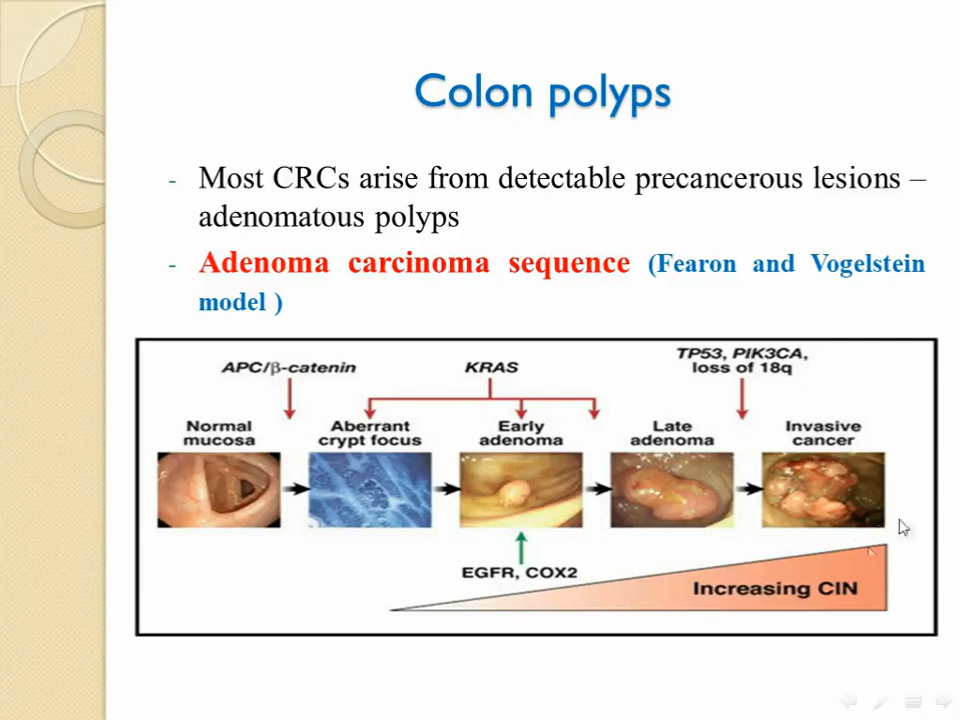 Colon polyps
- Most CRCs arise from detectable precancerous lesions –
adenomatous polyps
- Adenoma carcinoma sequence (Fearon and Vogelstein
model )
APC/β-catenin
KRAS
TP53, PIK3CA,
loss of 18q
Normal
mucosa
Aberrant
crypt focus
Early
adenoma
Late
adenoma
Invasive
cancer
EGFR, COX2
Increasing CIN